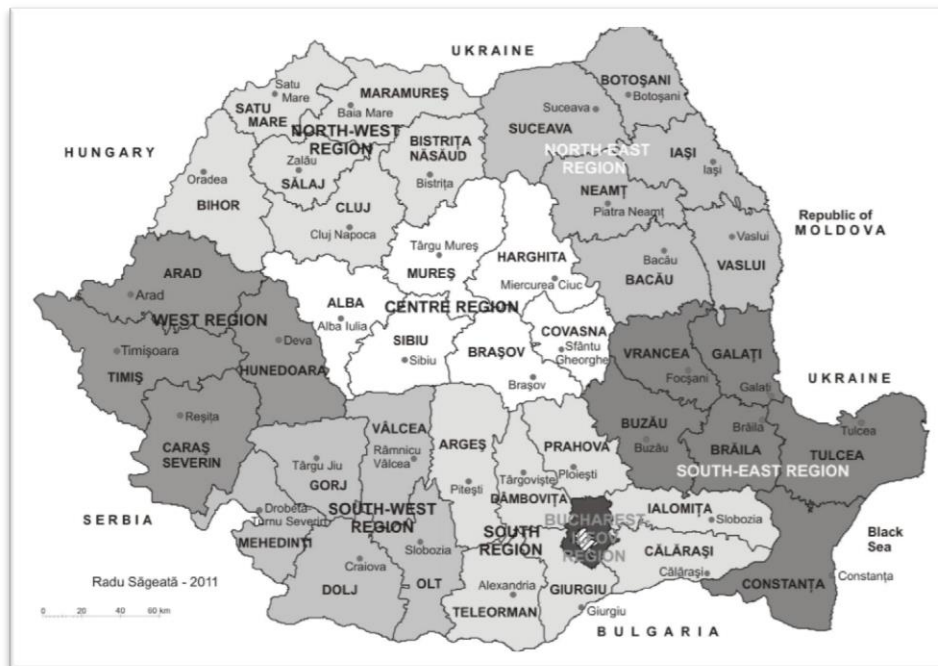 UKRAINE
BOTOȘANI
Botoșani
Satu
Mare
SATU
MARE
MARAMUREȘ
Baia Mare
NORTH-WEST
REGION
Suceava
SUCEAVA
NORTH-EAST
REGION
HUNGARY
BISTRIȚA
NĂSĂUD
Bistrița
IAȘI
Iași
Zalău
SĂLAJ
Oradea
BIHOR
NEAMȚ
Piatra Neamț
CLUJ
Cluj Napoca
Republic of
MOLDOVA
Târgu Mureș
MUREȘ
HARGHITA
Miercurea Ciuc
Bacău
BACĂU
Vaslui
VASLUI
ARAD
Arad
WEST REGION
ALBA
Alba Iulia
CENTRE REGION
SIBIU
Sibiu
BRAȘOV
Brașov
COVASNA
Sfântu
Gheorghe
Timișoara
TIMIȘ
Deva
HUNEDOARA
VRANCEA
Focșani
GALAȚI
Galați
UKRAINE
Reșița
CARAȘ
SEVERIN
VÂLCEA
Râmnicu
Vâlcea
ARGEȘ
Pitești
PRAHOVA
Ploiești
BUZĂU
Buzău
Brăila
BRĂILA
Tulcea
TULCEA
SOUTH-EAST REGION
Târgu Jiu
GORJ
Târgoviște
DÂMBOVIȚA
SERBIA
Drobeta
Turnu Severin
MEHEDINȚI
SOUTH-WEST
REGION
Slobozia
SOUTH
REGION
BUCHAREST-
ILFOV
REGION
IALOMIȚA
Slobozia
Black
Sea
CĂLĂRAȘI
Călărași
CONSTANȚA
Constanța
Craiova
DOLJ
OLT
Alexandria
TELEORMAN
GIURGIU
Giurgiu
BULGARIA
Radu Săgeată - 2011
0 20 40 60 km